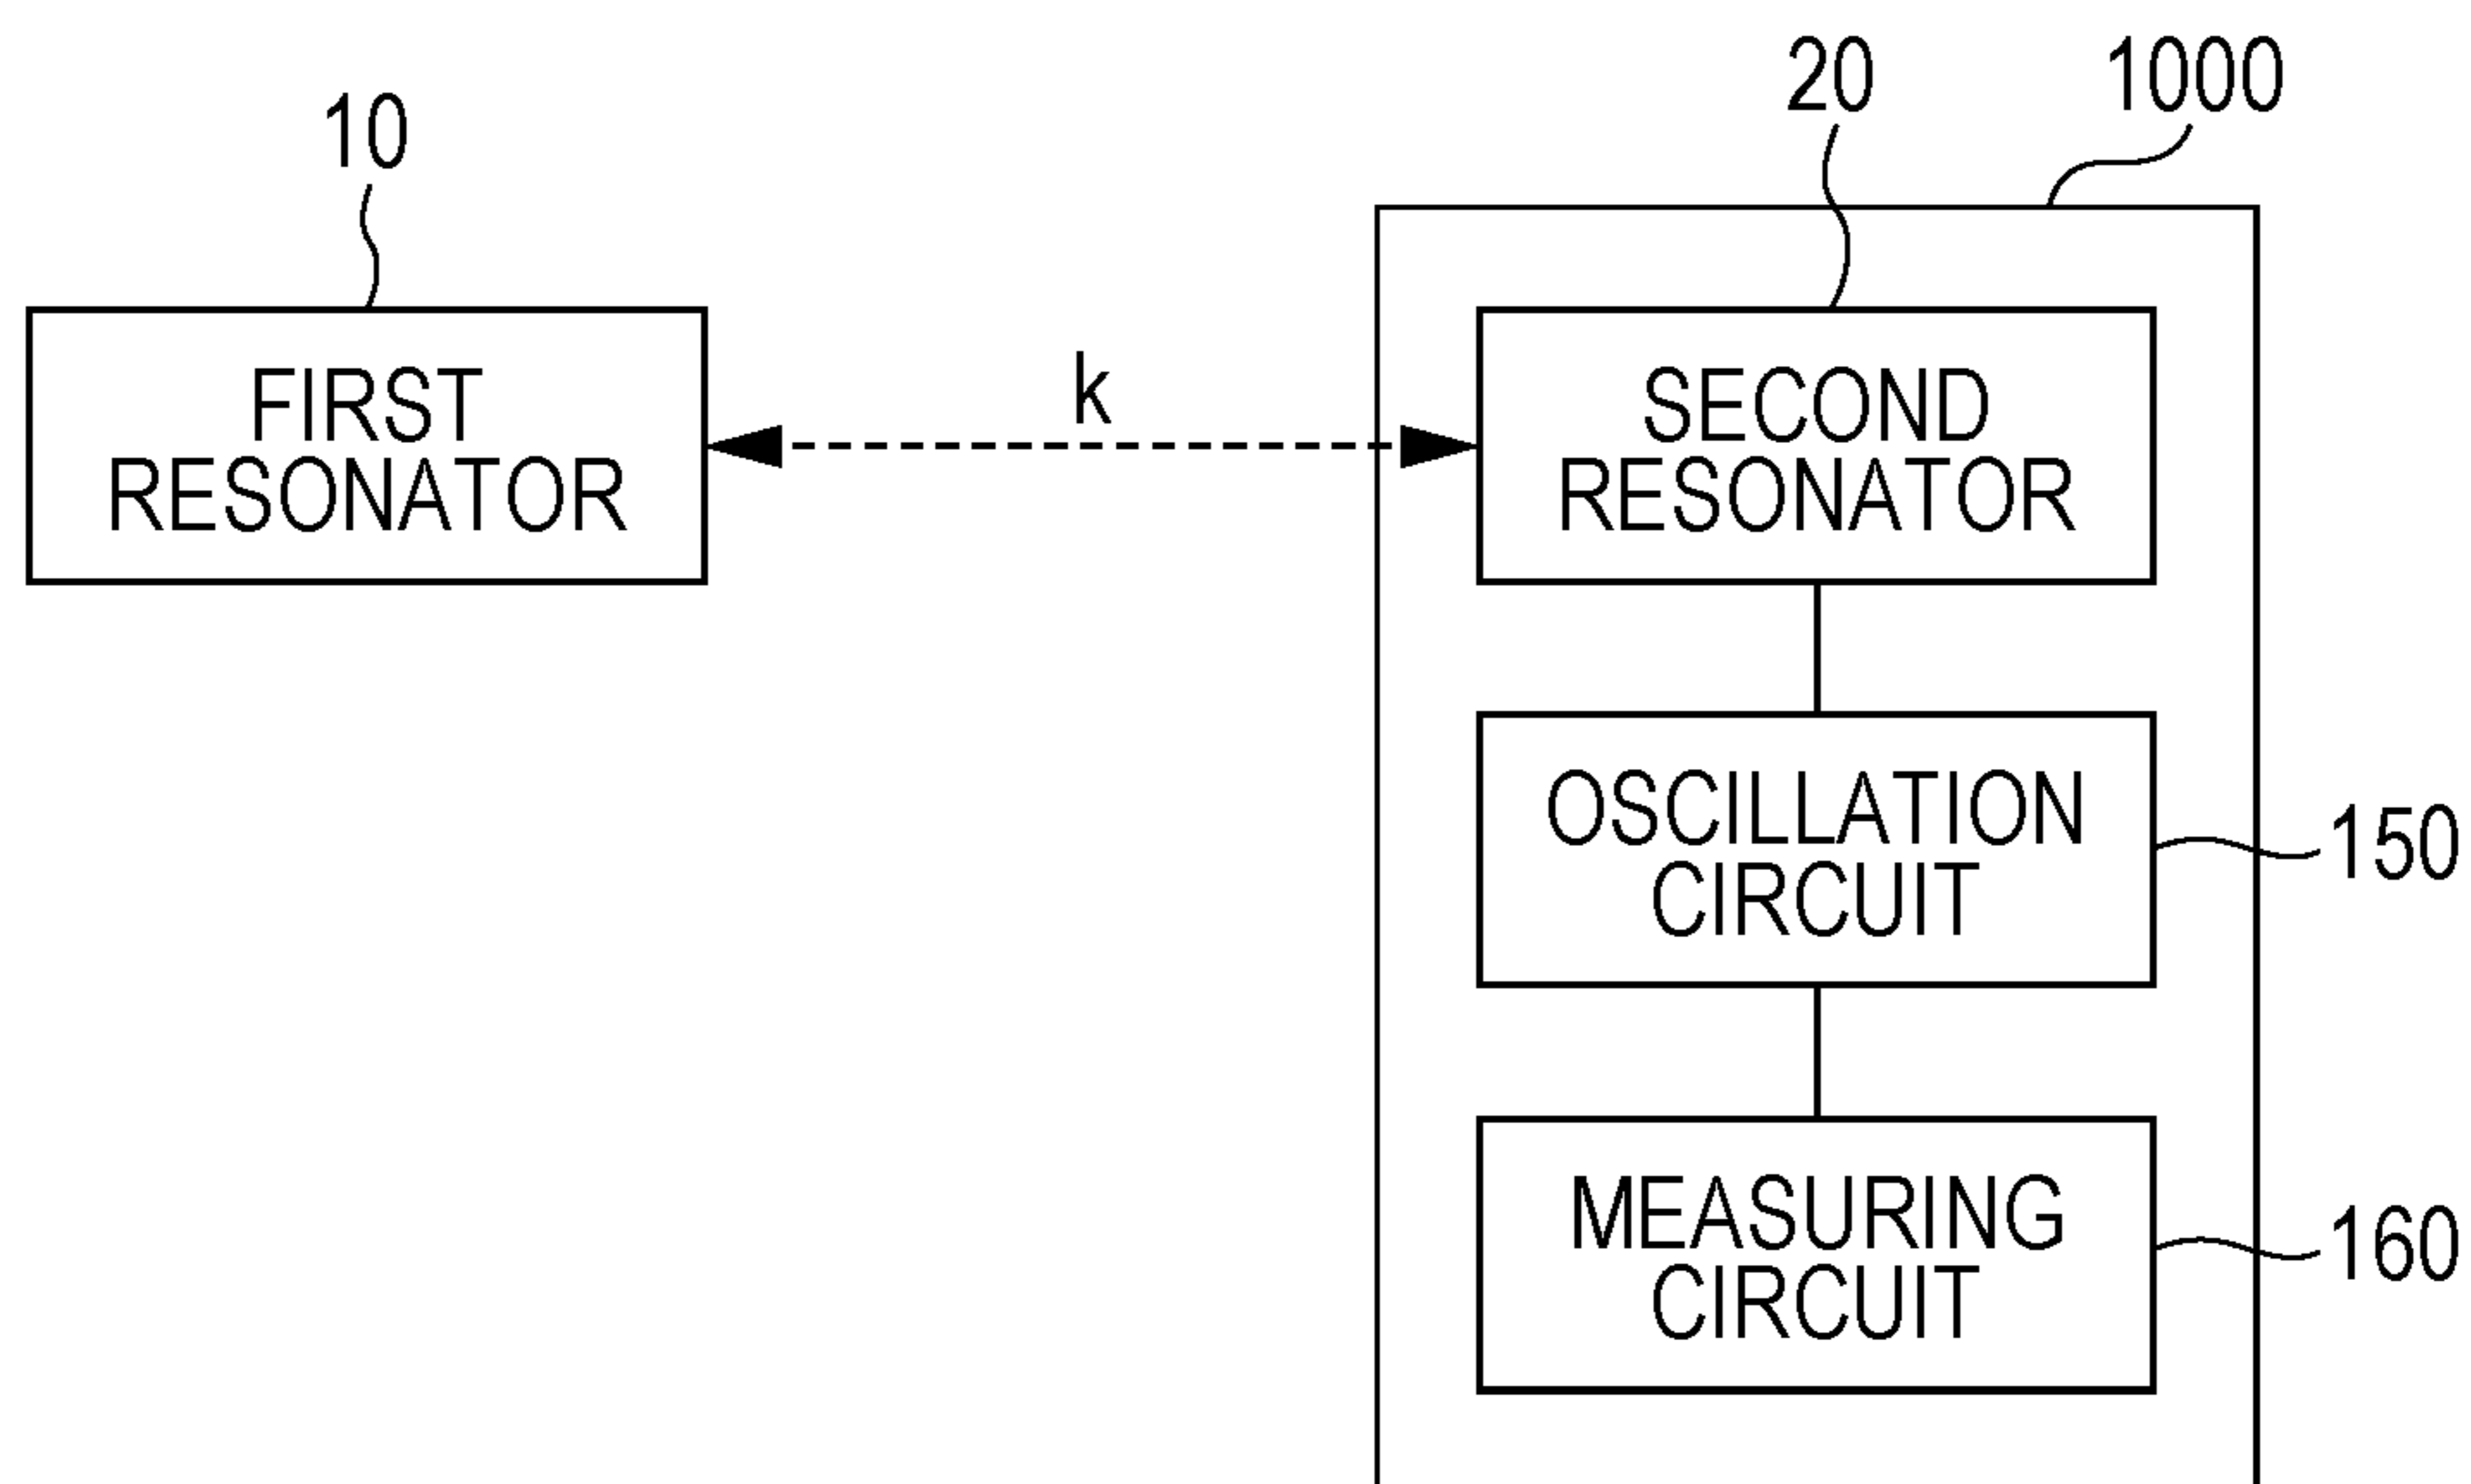 20
1000
10
FIRST
RESONATOR
k
SECOND
RESONATOR
OSCILLATION
CIRCUIT
150
MEASURING
CIRCUIT
160